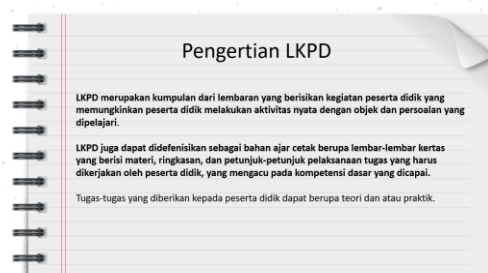 Pengertian LKPD
LKPD merupakan kumpulan dari lembaran yang berisikan kegiatan peserta didik yang
memungkinkan peserta didik melakukan aktivitas nyata dengan objek dan persoalan yang
dipelajari.
LKPD juga dapat didefenisikan sebagai bahan ajar cetak berupa lembar-lembar kertas
yang berisi materi, ringkasan, dan petunjuk-petunjuk pelaksanaan tugas yang harus
dikerjakan oleh peserta didik, yang mengacu pada kompetensi dasar yang dicapai.
Tugas-tugas yang diberikan kepada peserta didik dapat berupa teori dan atau praktik.